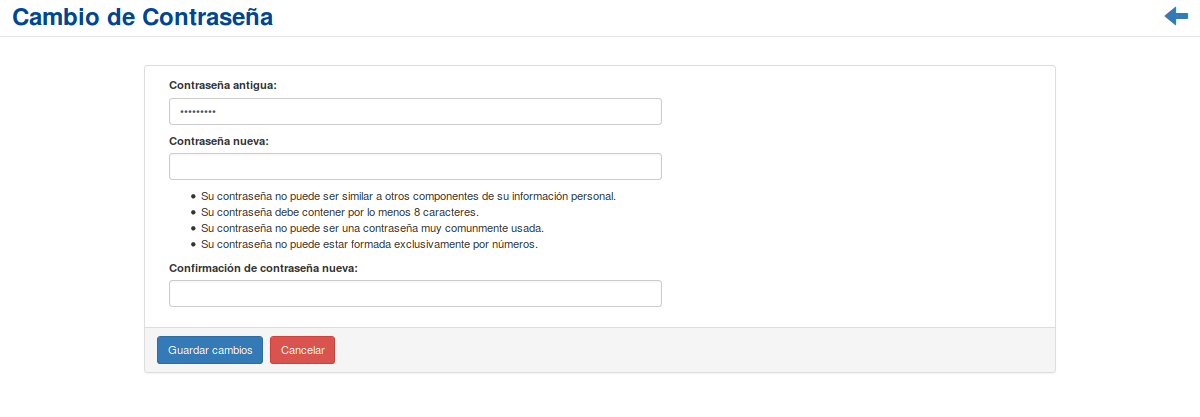 Cambio de Contraseña
Contraseña antigua:
•••••••••
Contraseña nueva:
• Su contraseña no puede ser similar a otros componentes de su información personal.
• Su contraseña debe contener por lo menos 8 caracteres.
• Su contraseña no puede ser una contraseña muy comunmente usada.
• Su contraseña no puede estar formada exclusivamente por números.
Confirmación de contraseña nueva:
Guardar cambios Cancelar